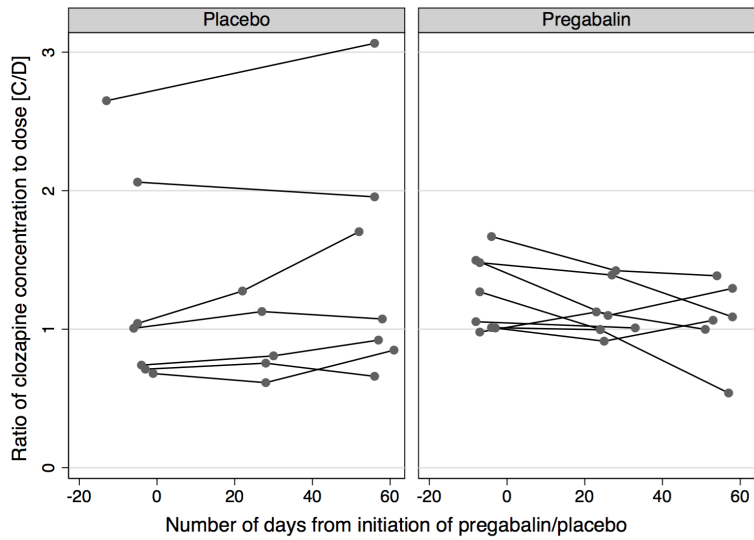 Placebo
Pregabalin
Ratio of clozapine concentration to dose [C/D]
3
2
1
0
-20 0 20 40 60
-20 0 20 40 60
Number of days from initiation of pregabalin/placebo